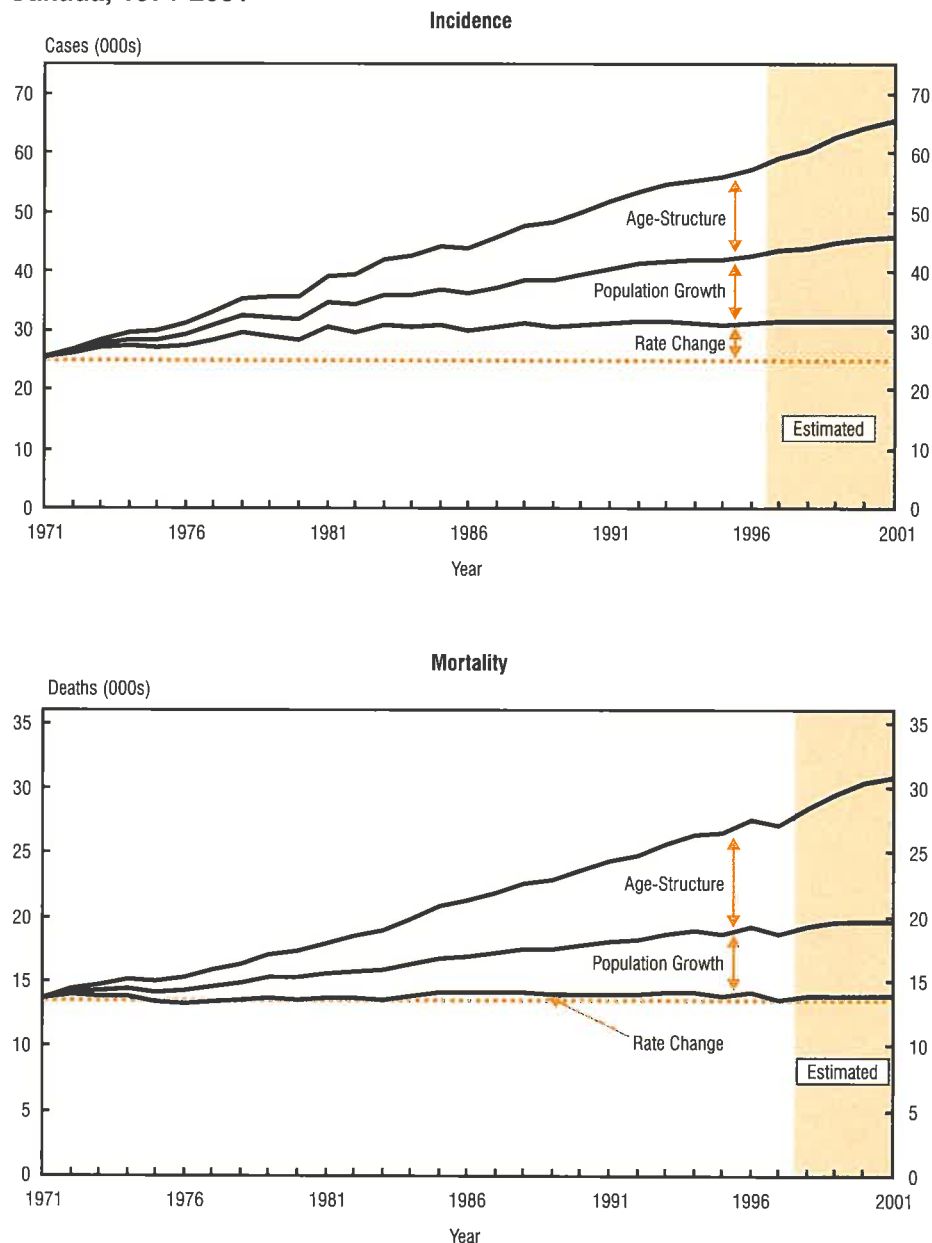 Incidence
Cases (000s)
70 70
60 60
Age-Structure
50 50
40 40
Population Growth
30 30
Rate Change
20 20
Estimated
10 10
0 0
1971 1976 1981 1986 1991 1996 2001
Year
Mortality
Deaths (000s)
35 35
30 30
25 25
Age-Structure
20 20
Population Growth
15 15
Rate Change
10 10
Estimated
5 5
0 0
1971 1976 1981 1986 1991 1996 2001
Year